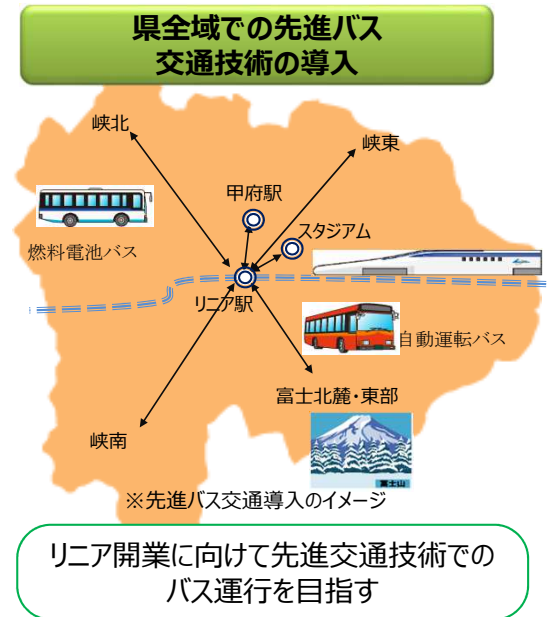 県全域での先進バス
交通技術の導入
峡北
峡東
甲府駅
スタジアム
燃料電池バス
リニア駅
自動運転バス
富士北麓・東部
峡南
富士山
※先進バス交通導入のイメージ
リニア開業に向けて先進交通技術での
バス運行を目指す